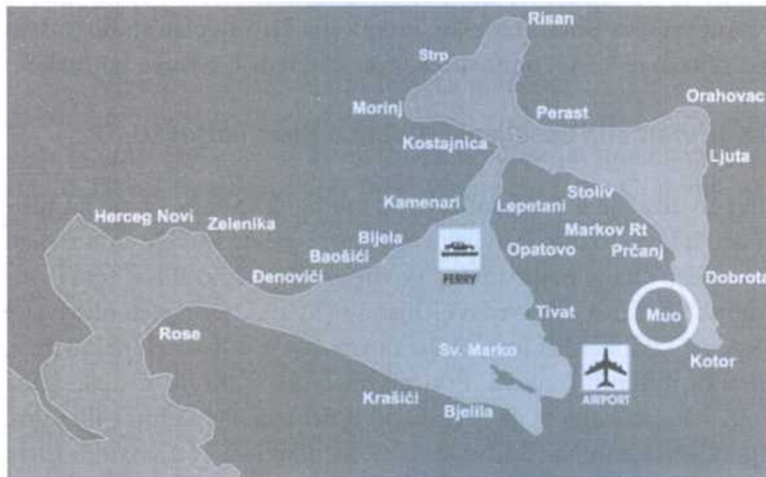 Risan
Strp
Orahovac
Morinj
Perast
Kostajnica
Ljuta
Stoliv
Kamenari
Lepetani
Herceg Novi
Zelenika
Markov Rt
Bijela
Opatovo
Prčanj
Baošići
Đenovići
FERRY
Dobrota
Tivat
Muo
Rose
Sv. Marko
Kotor
Krašići
AIRPORT
Bjelila